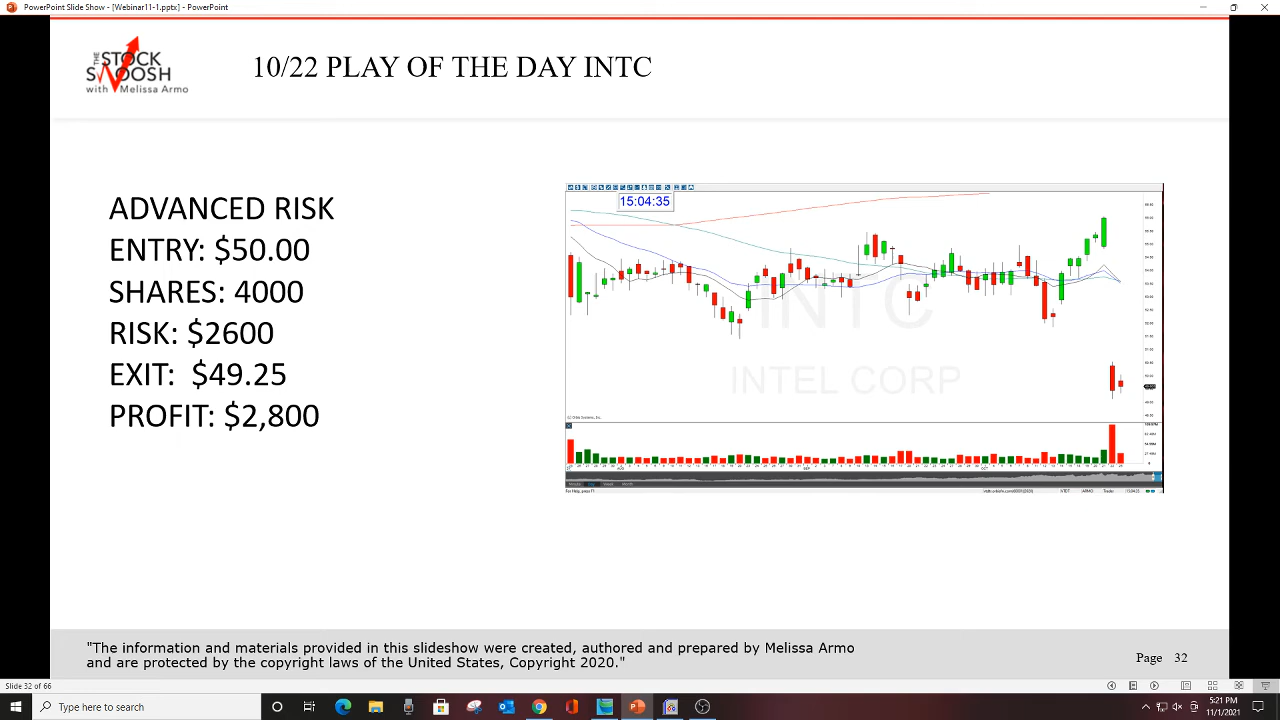 PowerPoint Slide Show - [Webinar11-1.pptx] - PowerPoint
THE STOCK
SWOOSH
with Melissa Armo
10/22 PLAY OF THE DAY INTC
ADVANCED RISK
ENTRY: $50.00
SHARES: 4000
RISK: $2600
EXIT: $49.25
PROFIT: $2,800
15:04:35
INTC
INTEL CORP
"The information and materials provided in this slideshow were created, authored and prepared by Melissa Armo
and are protected by the copyright laws of the United States, Copyright 2020."
Page 32
Slide 32 of 66
Type here to search
5:21 PM
11/1/2021